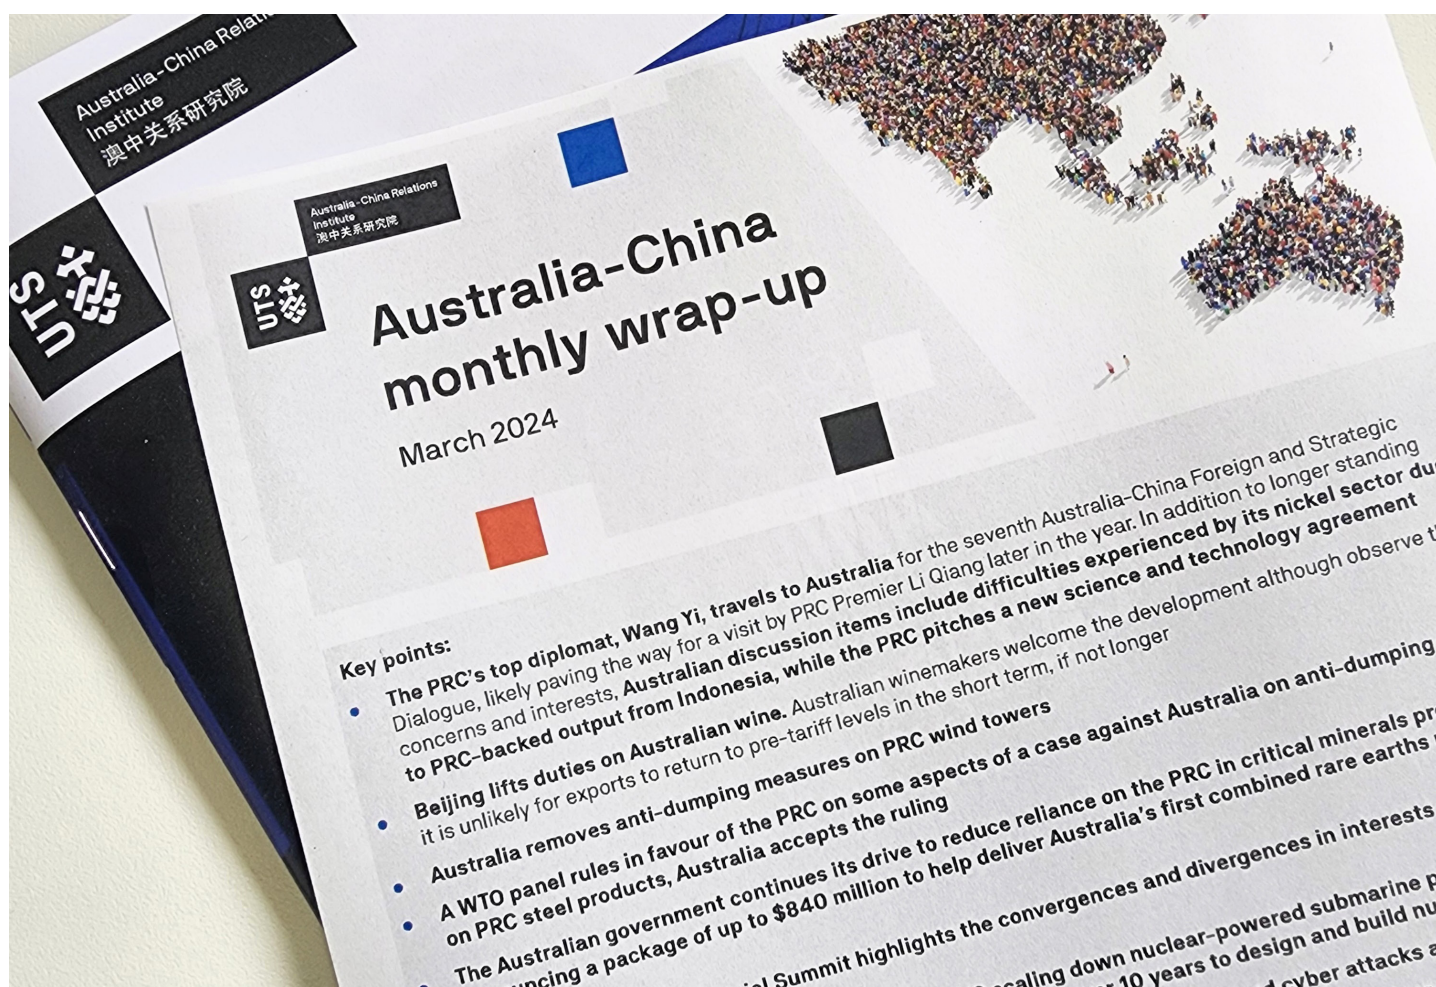 Australia-China Relati
Institute
澳中关系研究院
UTS
Australia-China Relations
Institute
澳中关系研究院
UTS
Australia-China
monthly wrap-up
March 2024
Key points:
• The PRC's top diplomat, Wang Yi, travels to Australia for the seventh Australia-China Foreign and Strategic
Dialogue, likely paving the way for a visit by PRC Premier Li Qiang later in the year. In addition to longer standing
concerns and interests, Australian discussion items include difficulties experienced by its nickel sector du
to PRC-backed output from Indonesia, while the PRC pitches a new science and technology agreement
• Beijing lifts duties on Australian wine. Australian winemakers welcome the development although observe t
it is unlikely for exports to return to pre-tariff levels in the short term, if not longer
• Australia removes anti-dumping measures on PRC wind towers
• A WTO panel rules in favour of the PRC on some aspects of a case against Australia on anti-dumping
on PRC steel products, Australia accepts the ruling
• The Australian government continues its drive to reduce reliance on the PRC in critical minerals pr
uncing a package of up to $840 million to help deliver Australia's first combined rare earths
ial Summit highlights the convergences and divergences in interests
scaling down nuclear-powered submarine p
r 10 years to design and build nu
d cyber attacks a